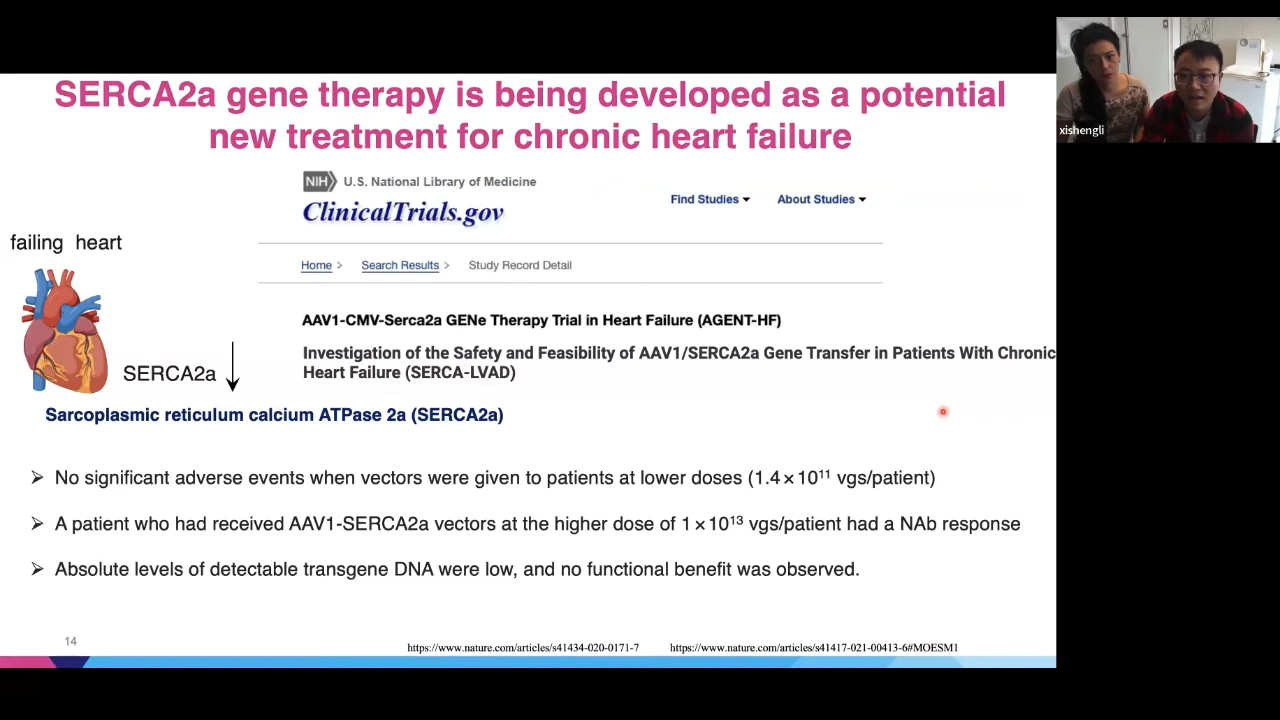 SERCA2a gene therapy is being developed as a potential
new treatment for chronic heart failure
xishengli
NIH U.S. National Library of Medicine
ClinicalTrials.gov
Find Studies
About Studies
failing heart
Home > Search Results > Study Record Detail
AAV1-CMV-Serca2a GENe Therapy Trial in Heart Failure (AGENT-HF)
Investigation of the Safety and Feasibility of AAV1/SERCA2a Gene Transfer in Patients With Chronic
Heart Failure (SERCA-LVAD)
SERCA2a
Sarcoplasmic reticulum calcium ATPase 2a (SERCA2a)
➢ No significant adverse events when vectors were given to patients at lower doses (1.4×10¹¹ vgs/patient)
➢ A patient who had received AAV1-SERCA2a vectors at the higher dose of 1×10¹³ vgs/patient had a NAb response
➢ Absolute levels of detectable transgene DNA were low, and no functional benefit was observed.
14
https://www.nature.com/articles/s41434-020-0171-7
https://www.nature.com/articles/s41417-021-00413-6#MOESM1